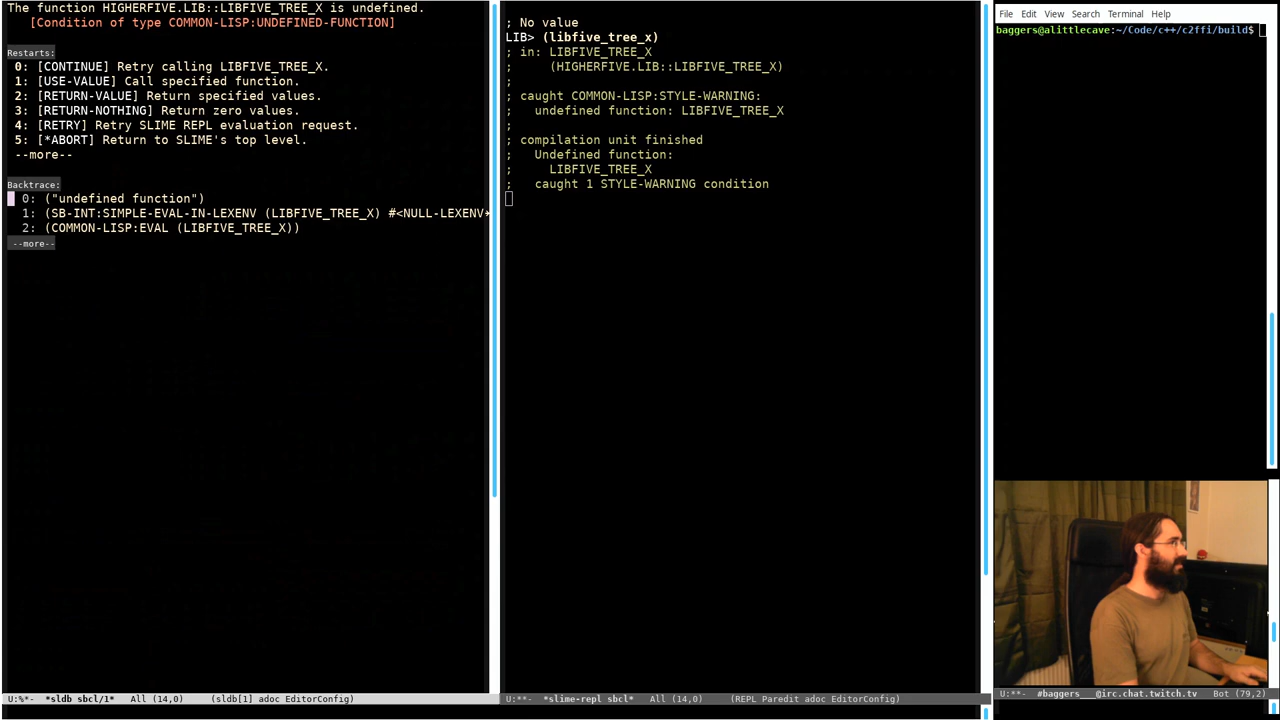 The function HIGHERFIVE.LIB::LIBFIVE_TREE_X is undefined.
[Condition of type COMMON-LISP:UNDEFINED-FUNCTION]
Restarts:
0: [CONTINUE] Retry calling LIBFIVE_TREE_X.
1: [USE-VALUE] Call specified function.
2: [RETURN-VALUE] Return specified values.
3: [RETURN-NOTHING] Return zero values.
4: [RETRY] Retry SLIME REPL evaluation request.
5: [*ABORT] Return to SLIME's top level.
--more--
Backtrace:
0: ("undefined function")
1: (SB-INT:SIMPLE-EVAL-IN-LEXENV (LIBFIVE_TREE_X) #<NULL-LEXENV>
2: (COMMON-LISP:EVAL (LIBFIVE_TREE_X))
--more--
U:%*- *sldb sbcl/1* All (14,0) (sldb[1] adoc EditorConfig)
; No value
LIB> (libfive_tree_x)
; in: LIBFIVE_TREE_X
; (HIGHERFIVE.LIB::LIBFIVE_TREE_X)
;
; caught COMMON-LISP:STYLE-WARNING:
; undefined function: LIBFIVE_TREE_X
;
; compilation unit finished
; Undefined function:
; LIBFIVE_TREE_X
; caught 1 STYLE-WARNING condition
U:**- *slime-repl sbcl* All (14,0) (REPL Paredit adoc EditorConfig)
File Edit View Search Terminal Help
baggers@alittlecave:~/Code/c++/c2ffi/build$
U:**- #baggers___@irc.chat.twitch.tv Bot (79,2)